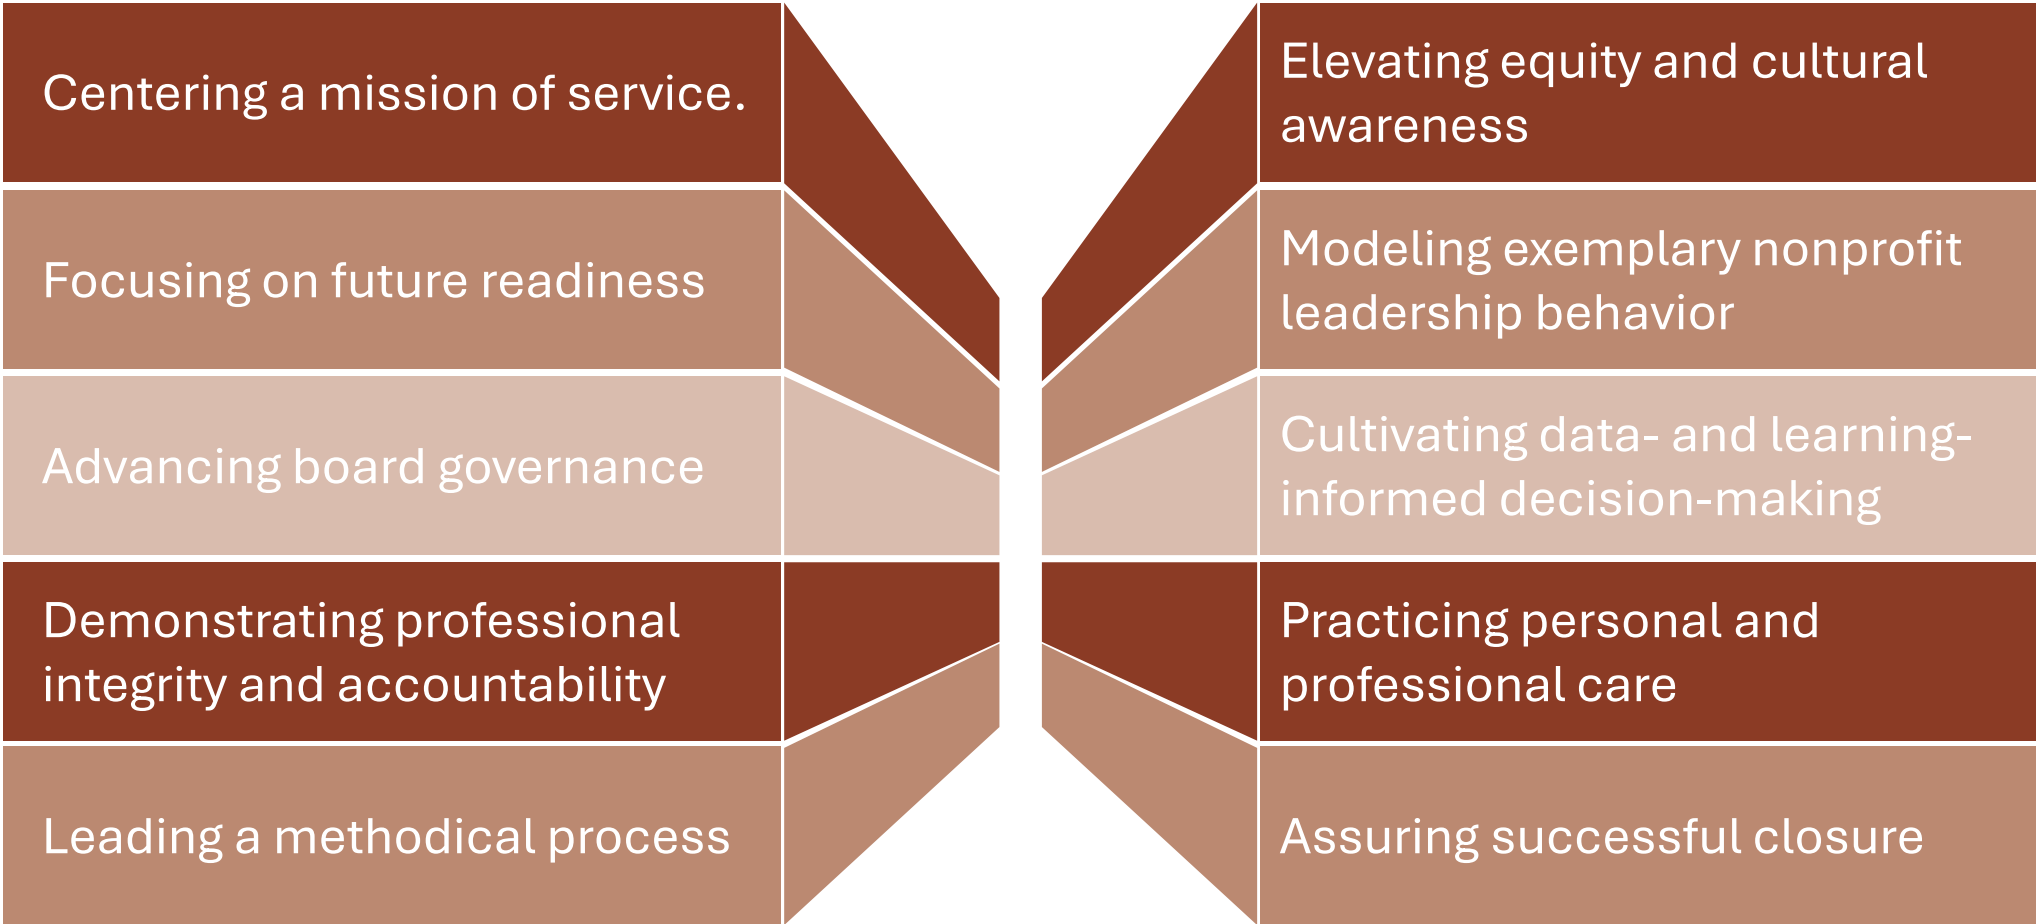 Centering a mission of service.
Focusing on future readiness
Advancing board governance
Demonstrating professional
integrity and accountability
Leading a methodical process
Elevating equity and cultural
awareness
Modeling exemplary nonprofit
leadership behavior
Cultivating data- and learning-
informed decision-making
Practicing personal and
professional care
Assuring successful closure